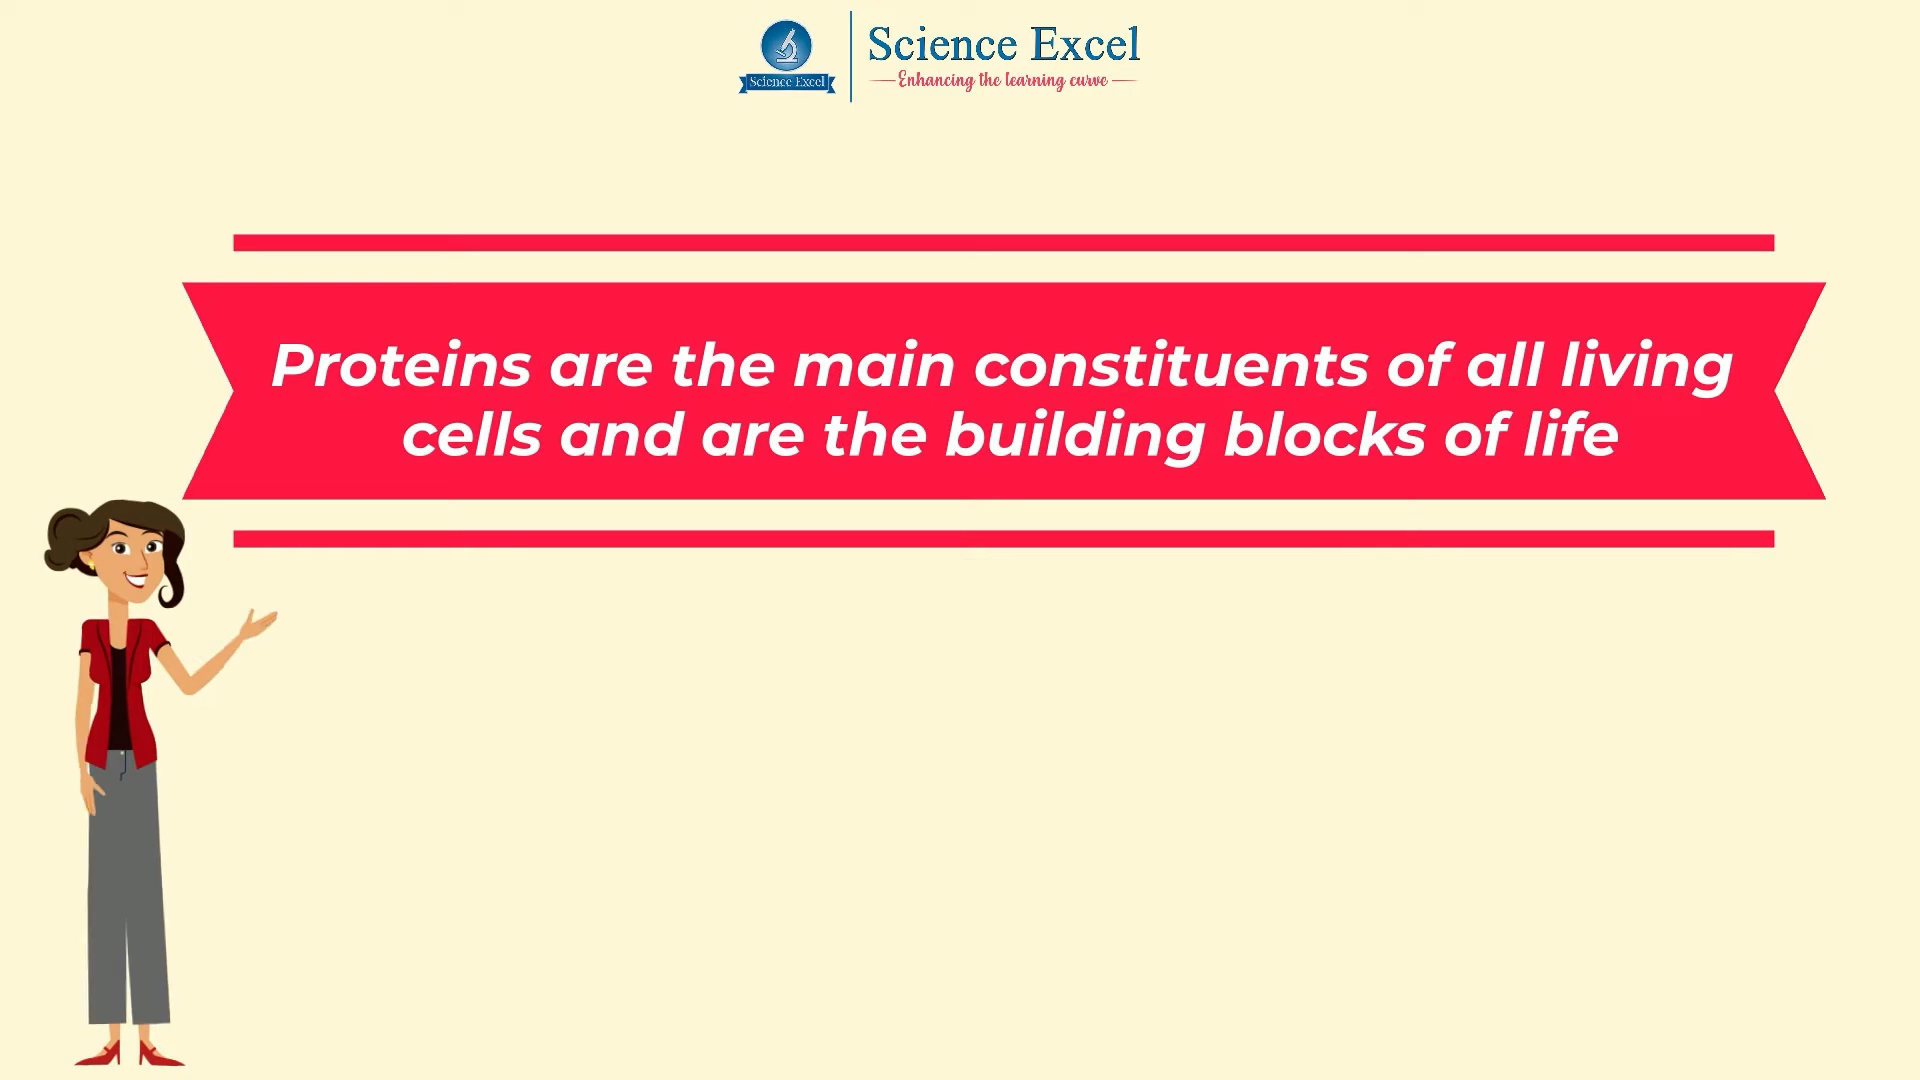 Science Excel
Science Excel
Enhancing the learning curve
Proteins are the main constituents of all living
cells and are the building blocks of life